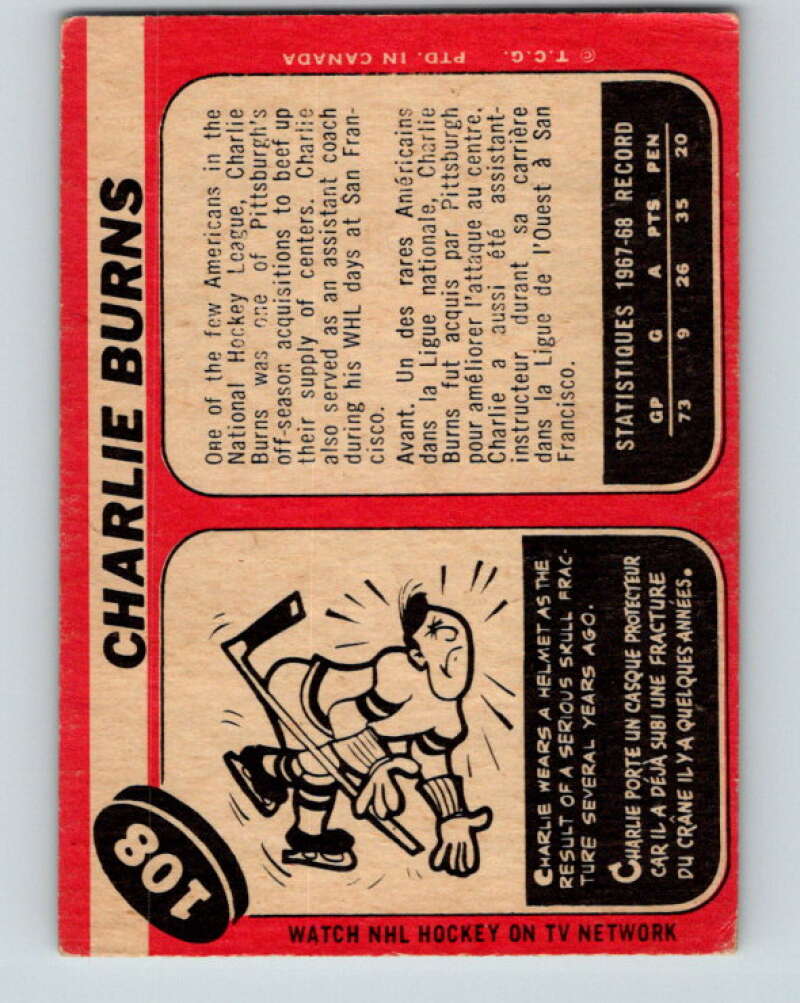 108
CHARLIE BURNS
CHARLIE WEARS A HELMET AS THE
RESULT OF A SERIOUS SKULL FRAC-
TURE SEVERAL YEARS AGO.
CHARLIE PORTE UN CASQUE PROTECTEUR
CAR IL A DÉJÀ SUBI UNE FRACTURE
DU CRÂNE IL Y A QUELQUES ANNÉES.
WATCH NHL HOCKEY ON TV NETWORK
One of the few Americans in the
National Hockey League, Charlie
Burns was one of Pittsburgh's
off-season acquisitions to beef up
their supply of centers. Charlie
also served as an assistant coach
during his WHL days at San Fran-
cisco.
Avant. Un des rares Américains
dans la Ligue nationale, Charlie
Burns fut acquis par Pittsburgh
pour améliorer l'attaque au centre.
Charlie a aussi été assistant-
instructeur durant sa carrière
dans la Ligue de l'Ouest à San
Francisco.
STATISTIQUES 1967-68 RECORD
GP G A PTS PEN
73 9 26 35 20
© T.C.G. PTD. IN CANADA